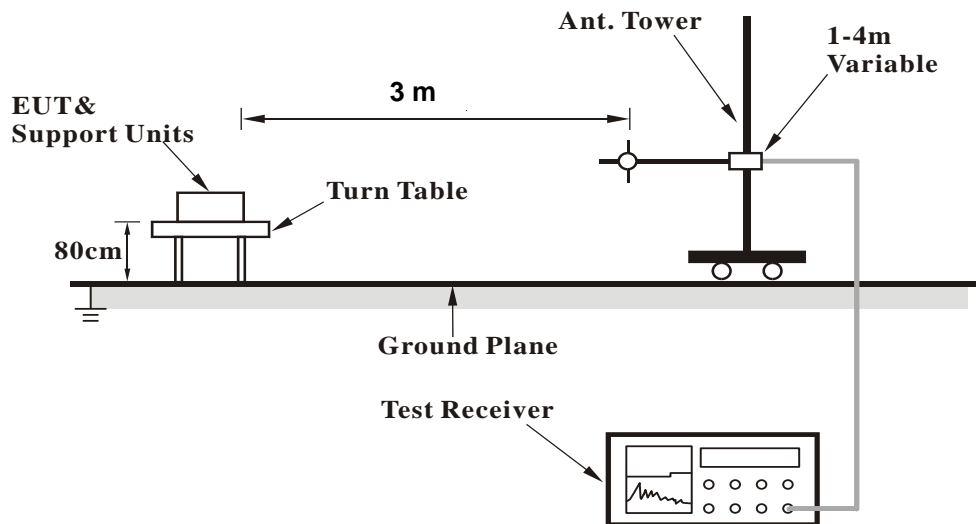 Ant. Tower
1-4m
Variable
3 m
EUT&
Support Units
Turn Table
80cm
Ground Plane
Test Receiver